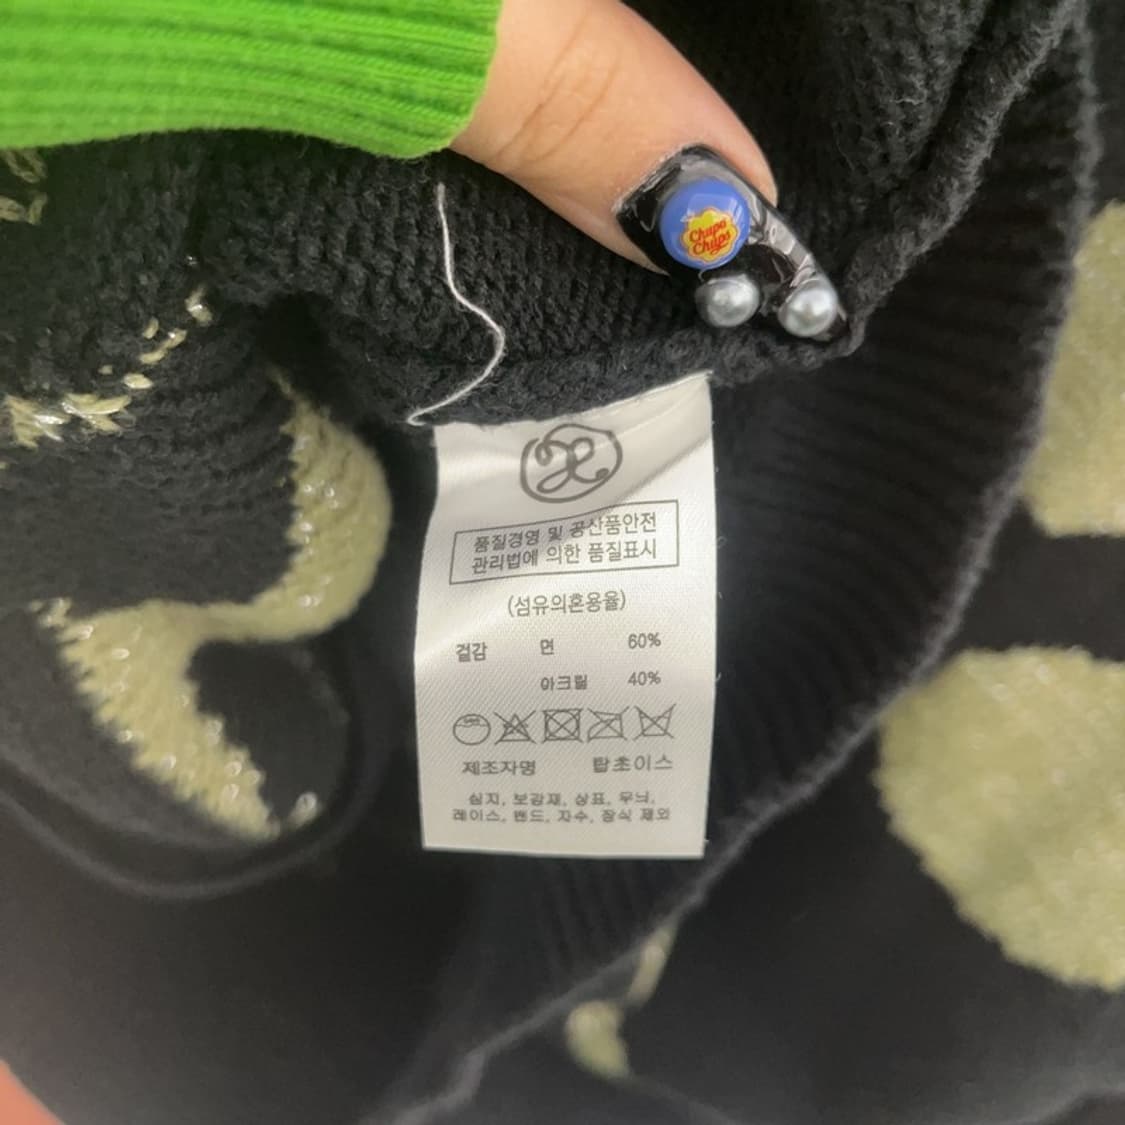 Chupa
Chups
품질경영 및 공산품안전
관리법에 의한 품질표시
(섬유의혼용율)
겉감 면 60%
아크릴 40%
제조자명 탑초이스
심지, 보강재, 상표, 무늬,
레이스, 밴드, 자수, 장식 제외